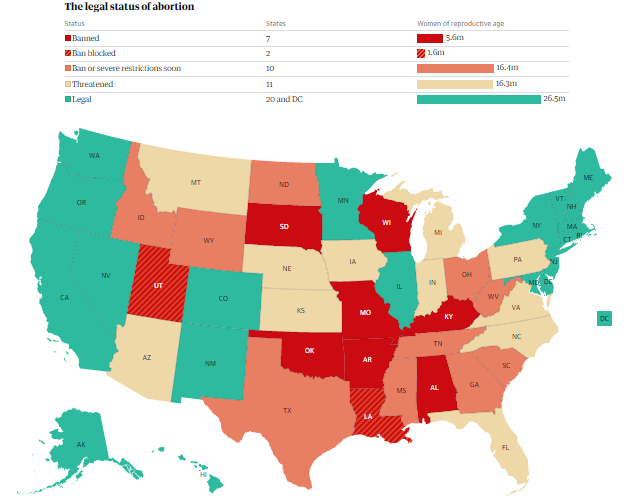 The legal status of abortion
Status States Women of reproductive age
Banned 7 5.6m
Ban blocked 2 1.6m
Ban or severe restrictions soon 10 16.4m
Threatened 11 16.3m
Legal 20 and DC 26.5m
WA
ME
MT
ND
VT
MN
OR
NH
ID
SD
WI
NY
MA
MI
CT
RI
WY
IA
PA
NJ
NE
NV
OH
IN
UT
IL
MD
DE
CO
WV
CA
VA
KS
MO
KY
DC
NC
TN
OK
AZ
AR
NM
SC
MS
AL
GA
TX
LA
AK
FL
HI